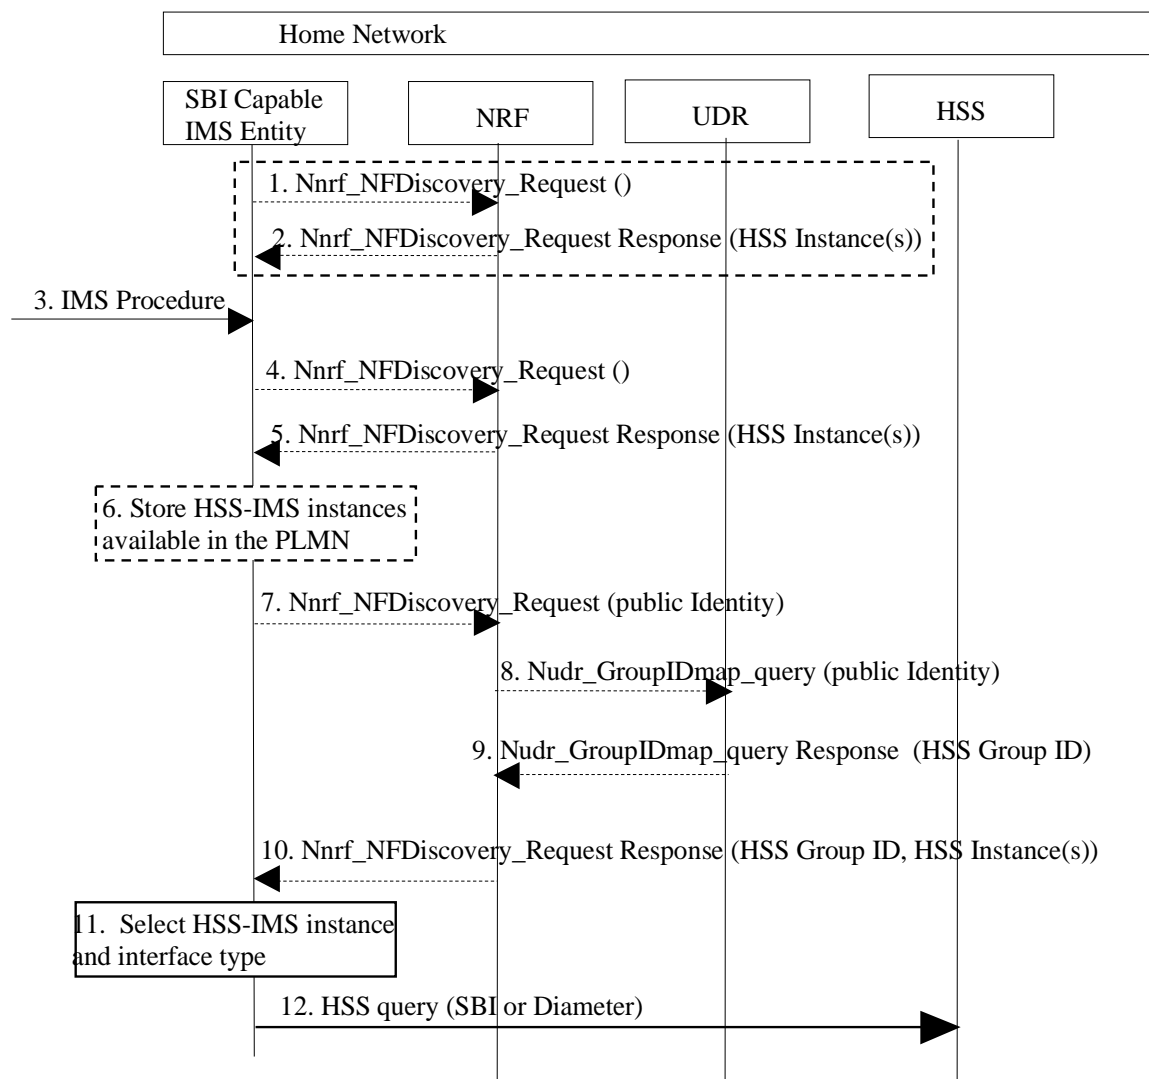 Home Network
SBI Capable
IMS Entity
NRF
UDR
HSS
1. Nnrf_NFDiscovery_Request ()
2. Nnrf_NFDiscovery_Request Response (HSS Instance(s))
3. IMS Procedure
4. Nnrf_NFDiscovery_Request ()
5. Nnrf_NFDiscovery_Request Response (HSS Instance(s))
6. Store HSS-IMS instances
available in the PLMN
7. Nnrf_NFDiscovery_Request (public Identity)
8. Nudr_GroupIDmap_query (public Identity)
9. Nudr_GroupIDmap_query Response  (HSS Group ID)
10. Nnrf_NFDiscovery_Request Response (HSS Group ID, HSS Instance(s))
11.  Select HSS-IMS instance
and interface type
12. HSS query (SBI or Diameter)